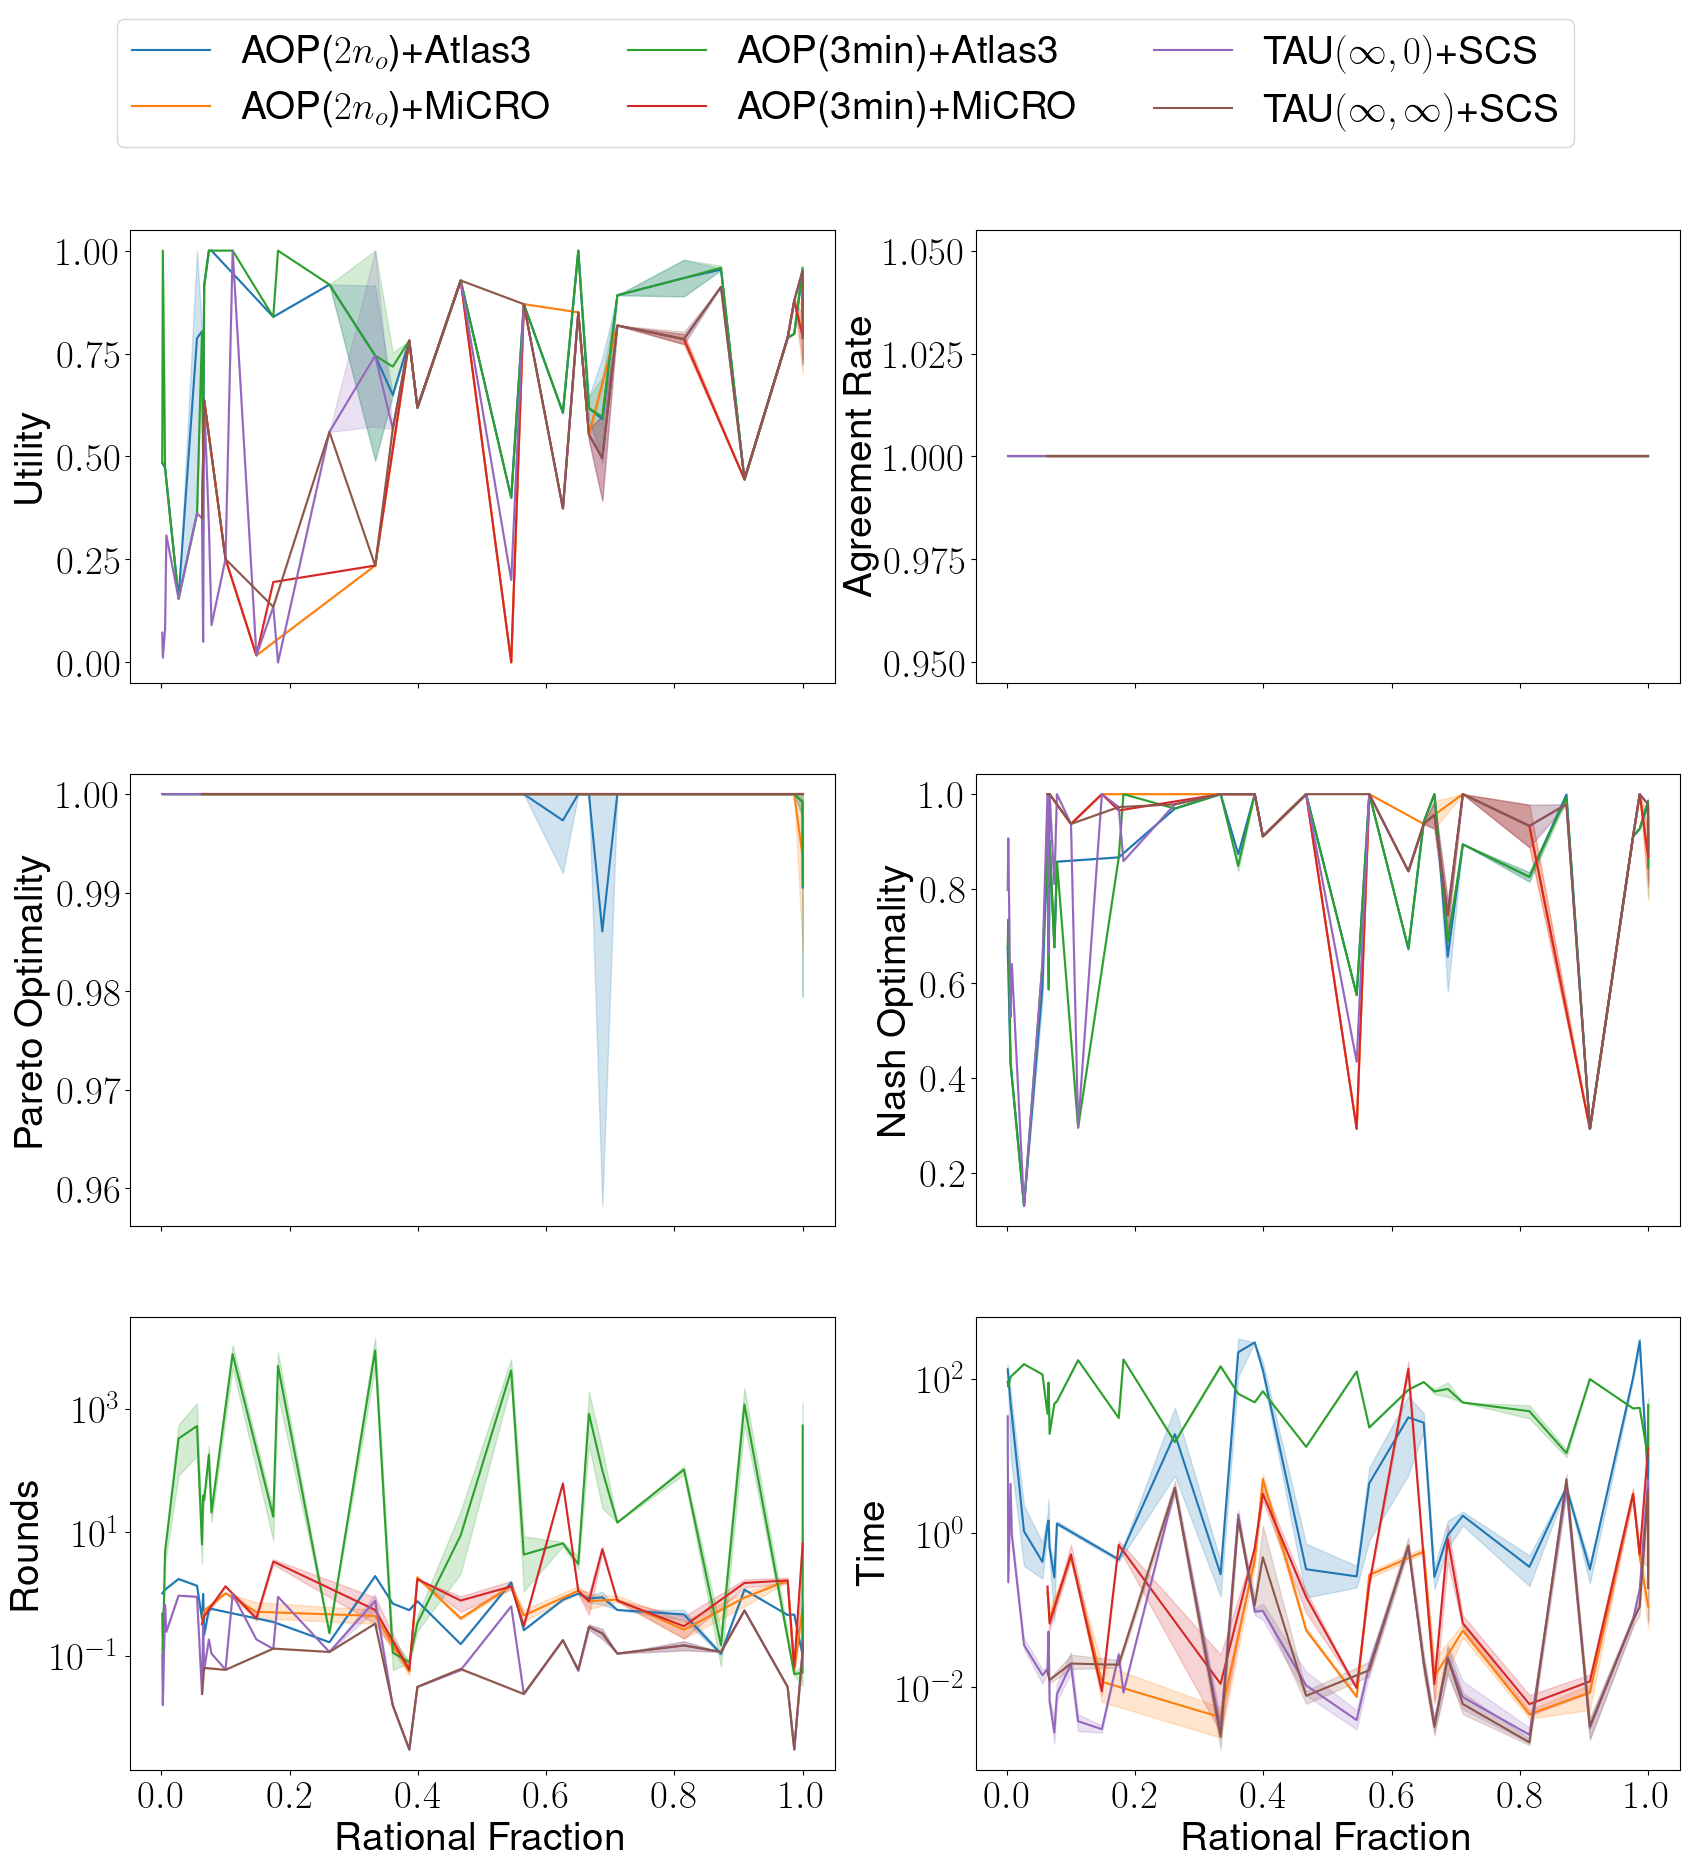 AOP(2n_o)+Atlas3 AOP(3min)+Atlas3 TAU(∞, 0)+SCS
AOP(2n_o)+MiCRO AOP(3min)+MiCRO TAU(∞, ∞)+SCS
1.00
0.75
0.50
0.25
0.00
Utility
1.050
1.025
1.000
0.975
0.950
Agreement Rate
1.00
0.99
0.98
0.97
0.96
Pareto Optimality
1.0
0.8
0.6
0.4
0.2
Nash Optimality
10^3
10^1
10^−1
Rounds
0.0 0.2 0.4 0.6 0.8 1.0
Rational Fraction
10^2
10^0
10^−2
Time
0.0 0.2 0.4 0.6 0.8 1.0
Rational Fraction